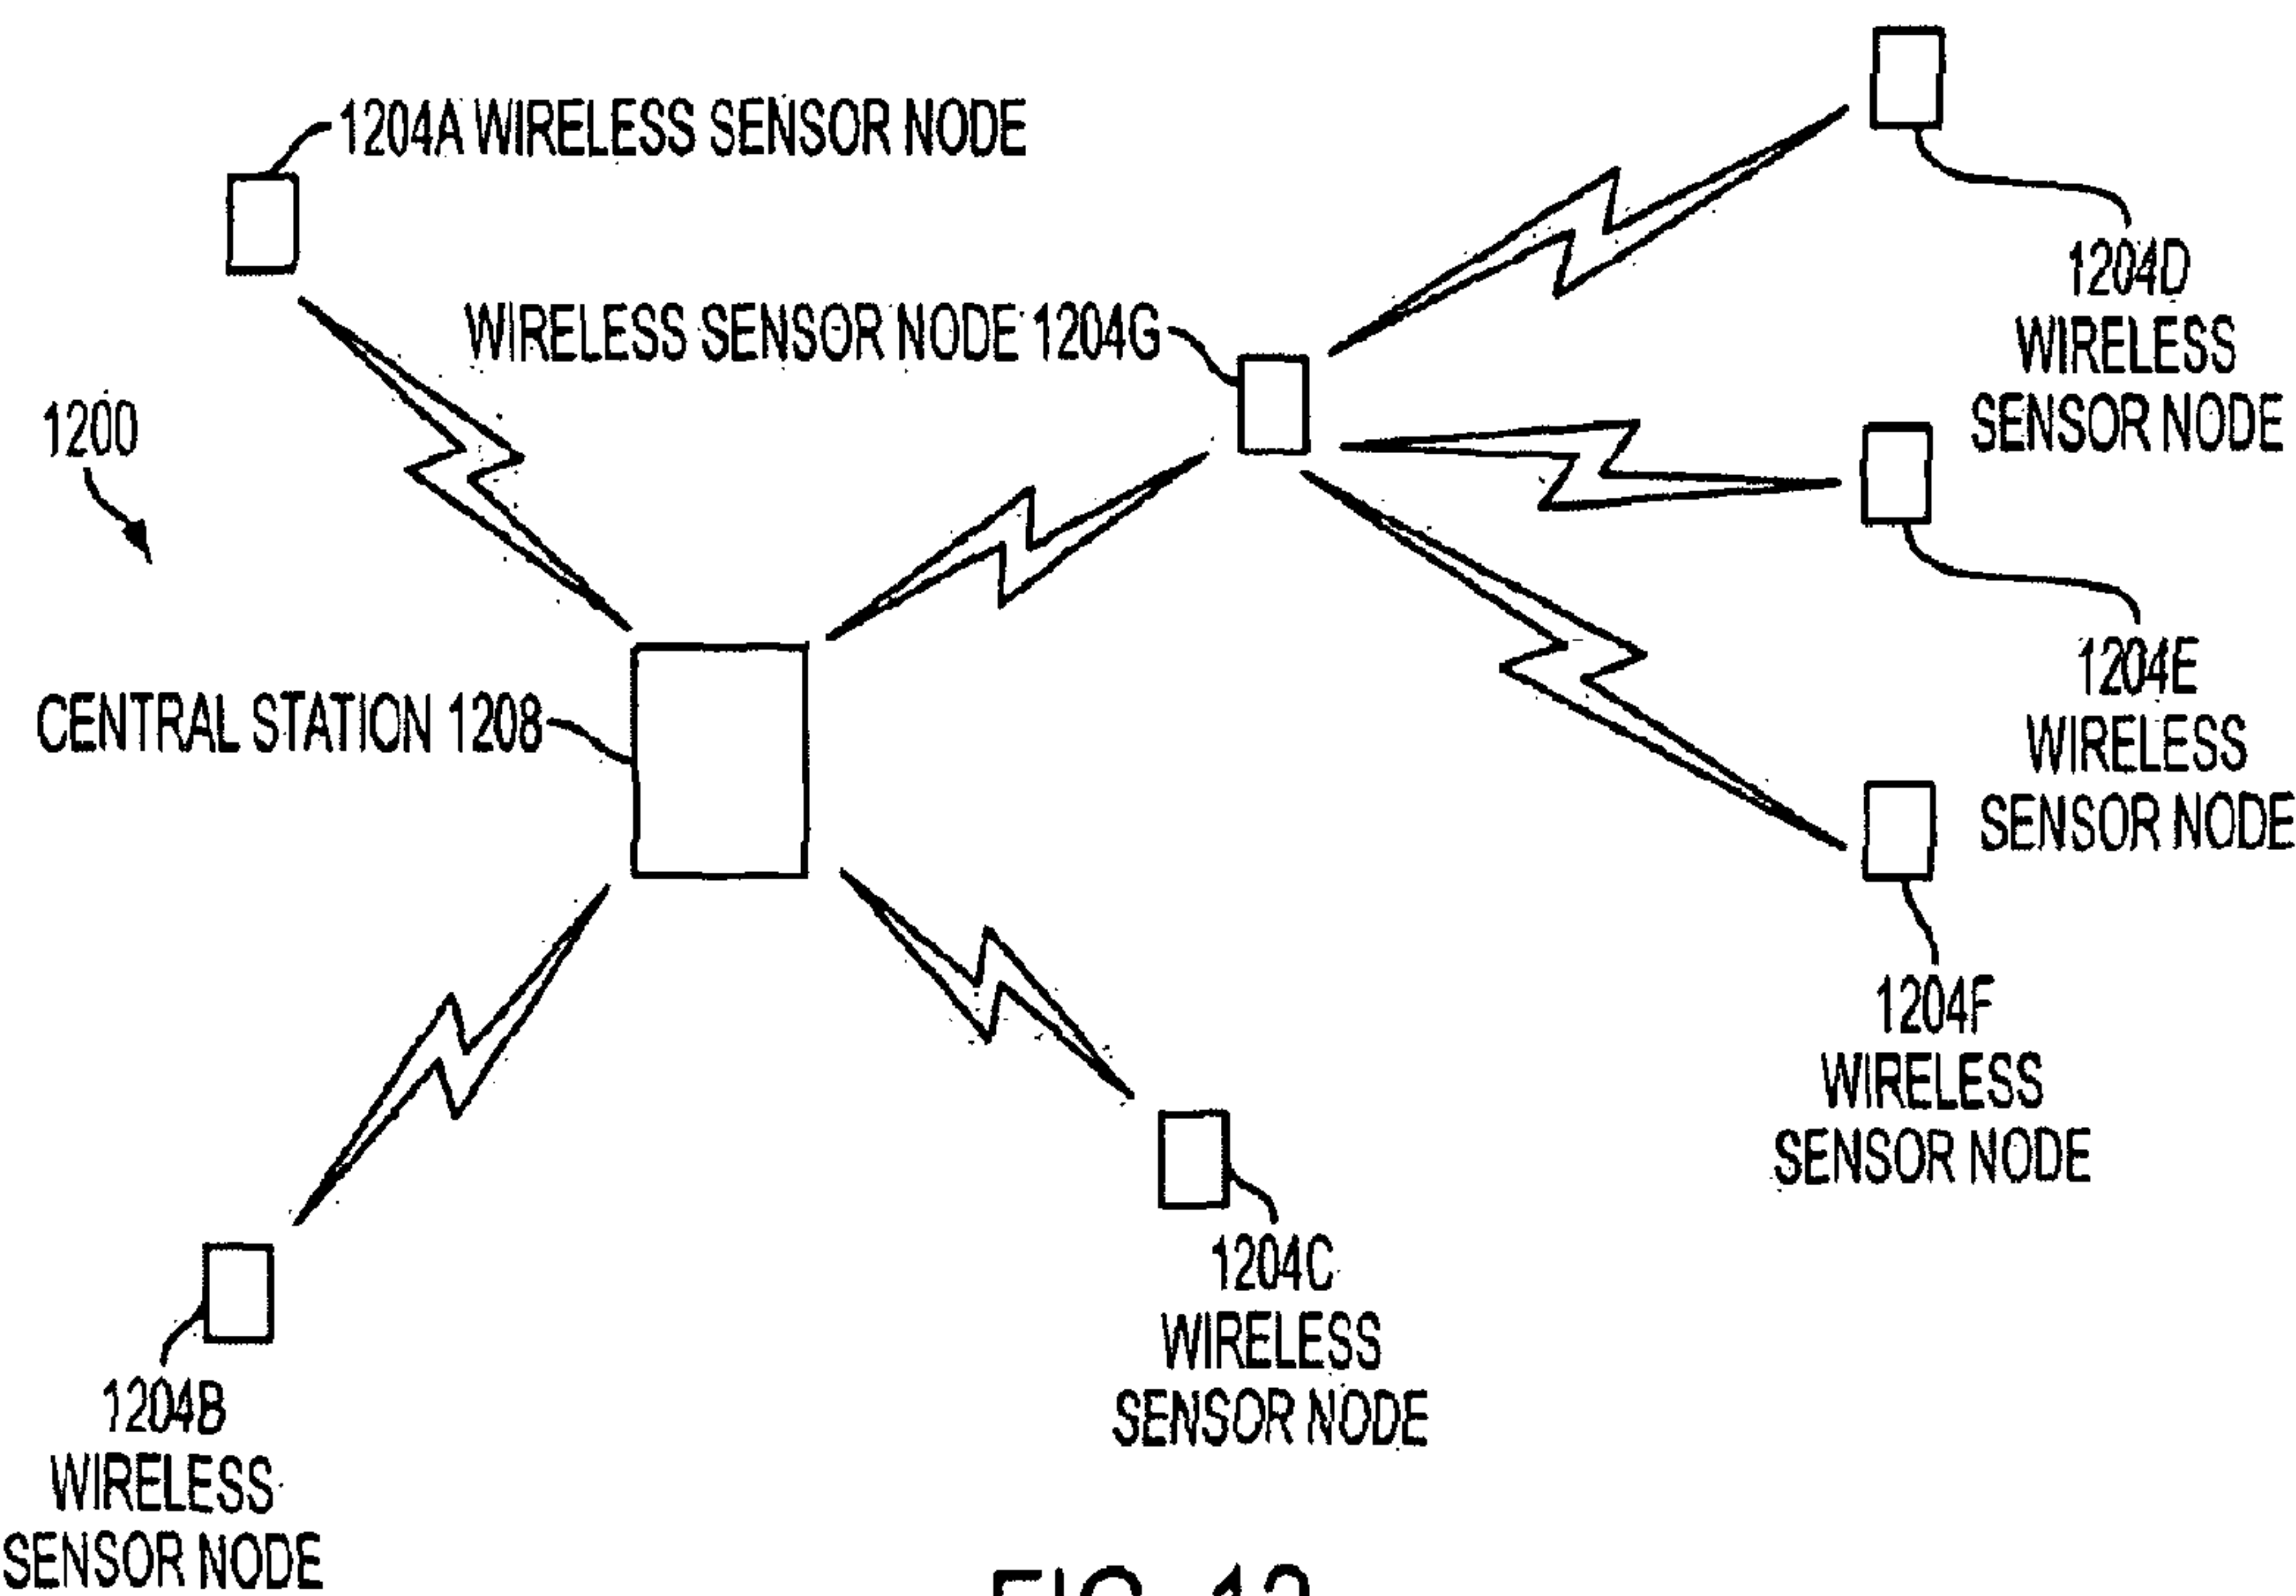 1204A WIRELESS SENSOR NODE
WIRELESS SENSOR NODE 1204G
1204D
WIRELESS
SENSOR NODE
1200
CENTRAL STATION 1208
1204E
WIRELESS
SENSOR NODE
1204F
WIRELESS
SENSOR NODE
1204C
WIRELESS
SENSOR NODE
1204B
WIRELESS
SENSOR NODE